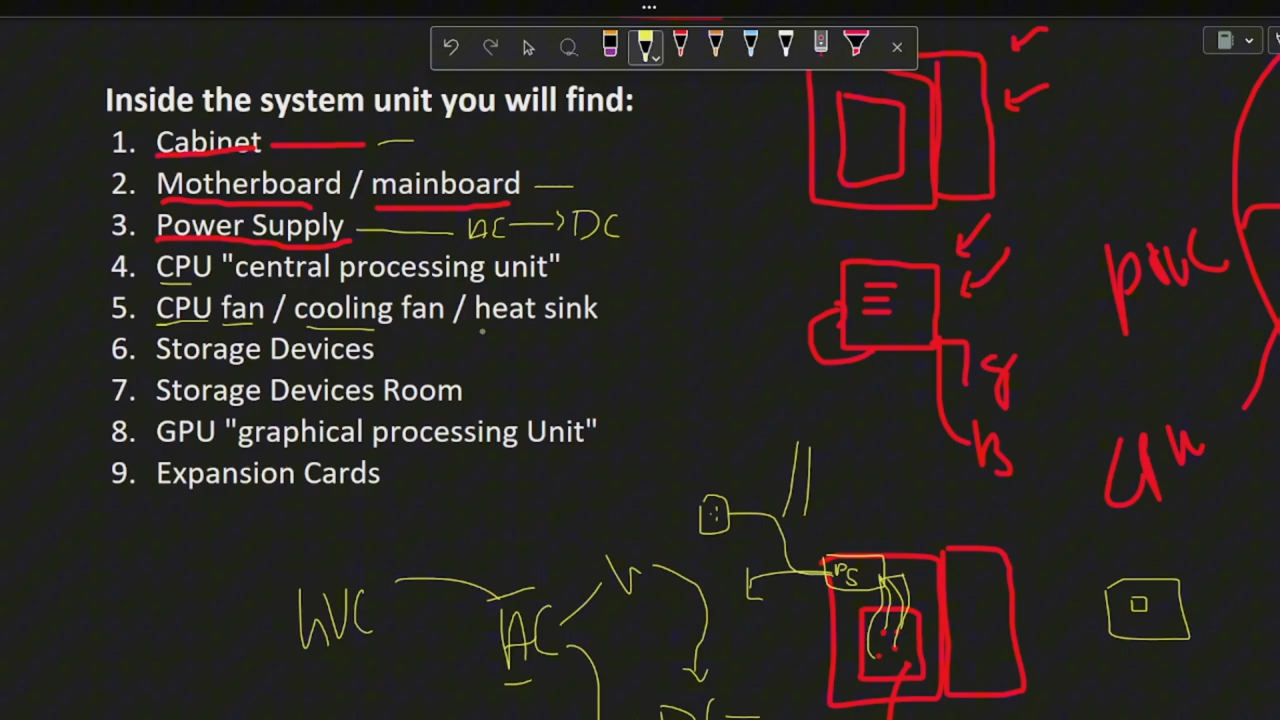 Inside the system unit you will find:
1. Cabinet
2. Motherboard / mainboard
3. Power Supply AC → DC
4. CPU "central processing unit"
5. CPU fan / cooling fan / heat sink
6. Storage Devices
7. Storage Devices Room
8. GPU "graphical processing Unit"
9. Expansion Cards
PS
AC
DC